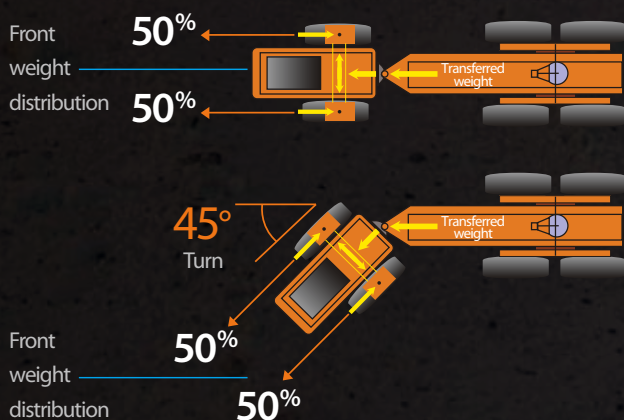 Front
weight
distribution
50%
50%
Transferred
weight
45°
Turn
Transferred
weight
Front
weight
distribution
50%
50%